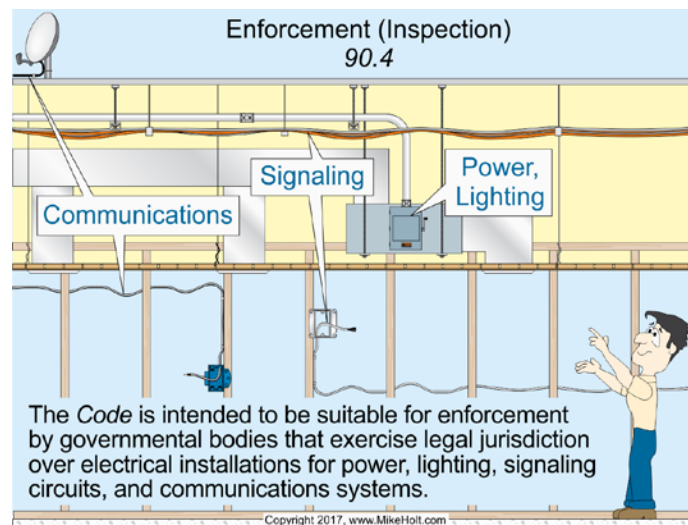 Enforcement (Inspection)
90.4
Signaling
Power,
Lighting
Communications
The Code is intended to be suitable for enforcement
by governmental bodies that exercise legal jurisdiction
over electrical installations for power, lighting, signaling
circuits, and communications systems.
Copyright 2017, www.MikeHolt.com